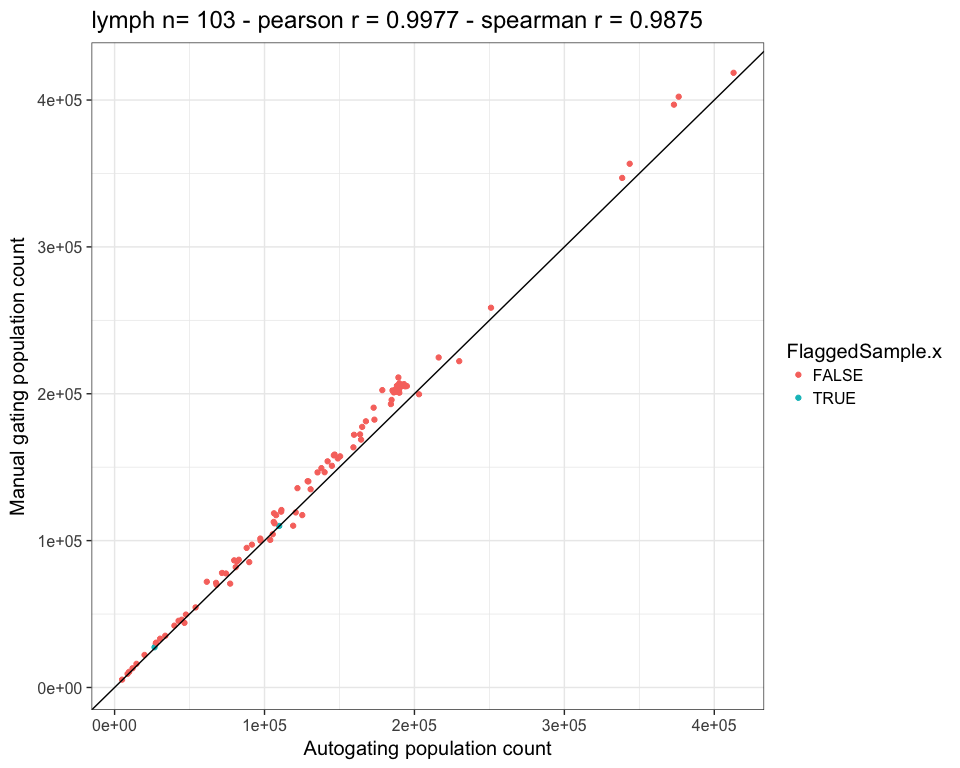 lymph n= 103 - pearson r = 0.9977 - spearman r = 0.9875
Manual gating population count
4e+05
3e+05
2e+05
1e+05
0e+00
0e+00 1e+05 2e+05 3e+05 4e+05
Autogating population count
FlaggedSample.x
FALSE
TRUE